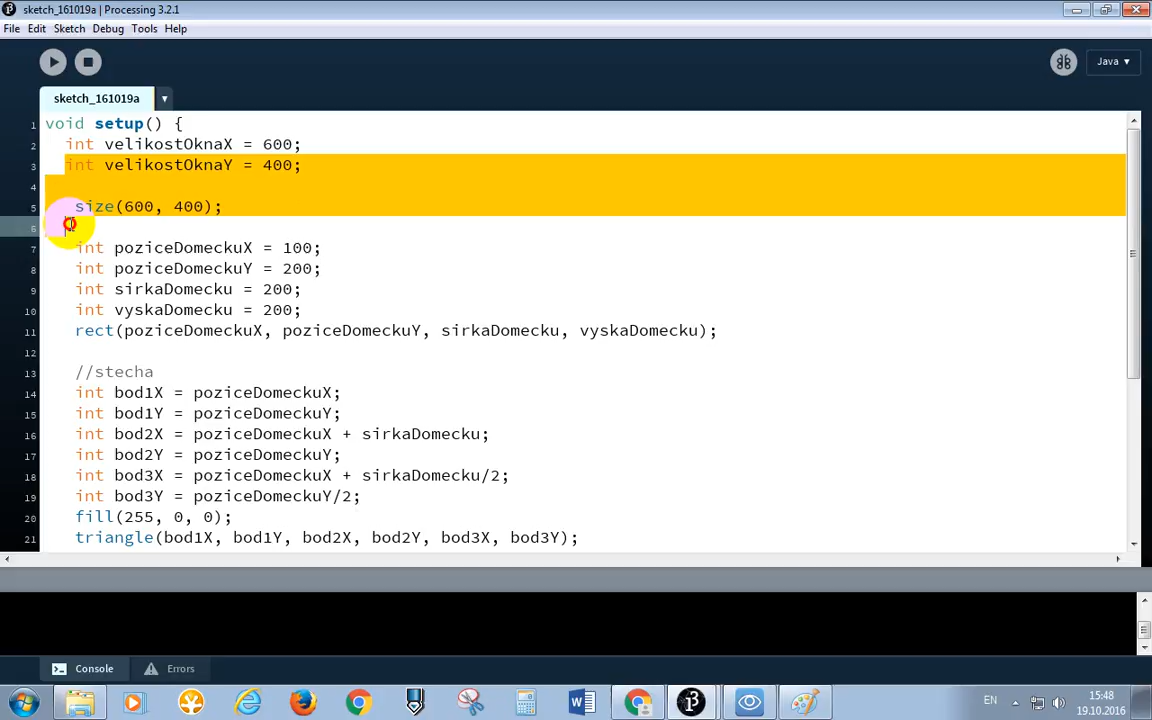 sketch_161019a | Processing 3.2.1
File Edit Sketch Debug Tools Help
Java ▾
sketch_161019a ▾
1 void setup() {
2 int velikostOknaX = 600;
3 int velikostOknaY = 400;
4
5 size(600, 400);
6
7 int poziceDomeckuX = 100;
8 int poziceDomeckuY = 200;
9 int sirkaDomecku = 200;
10 int vyskaDomecku = 200;
11 rect(poziceDomeckuX, poziceDomeckuY, sirkaDomecku, vyskaDomecku);
12
13 //stecha
14 int bod1X = poziceDomeckuX;
15 int bod1Y = poziceDomeckuY;
16 int bod2X = poziceDomeckuX + sirkaDomecku;
17 int bod2Y = poziceDomeckuY;
18 int bod3X = poziceDomeckuX + sirkaDomecku/2;
19 int bod3Y = poziceDomeckuY/2;
20 fill(255, 0, 0);
21 triangle(bod1X, bod1Y, bod2X, bod2Y, bod3X, bod3Y);
Console Errors
EN 15:48
19.10.2016